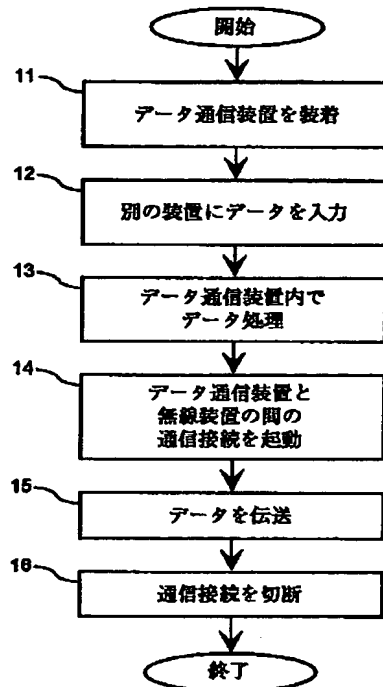 開始
11
データ通信装置を装着
12
別の装置にデータを入力
13
データ通信装置内で
データ処理
14
データ通信装置と
無線装置の間の
通信接続を起動
15
データを伝送
16
通信接続を切断
終了